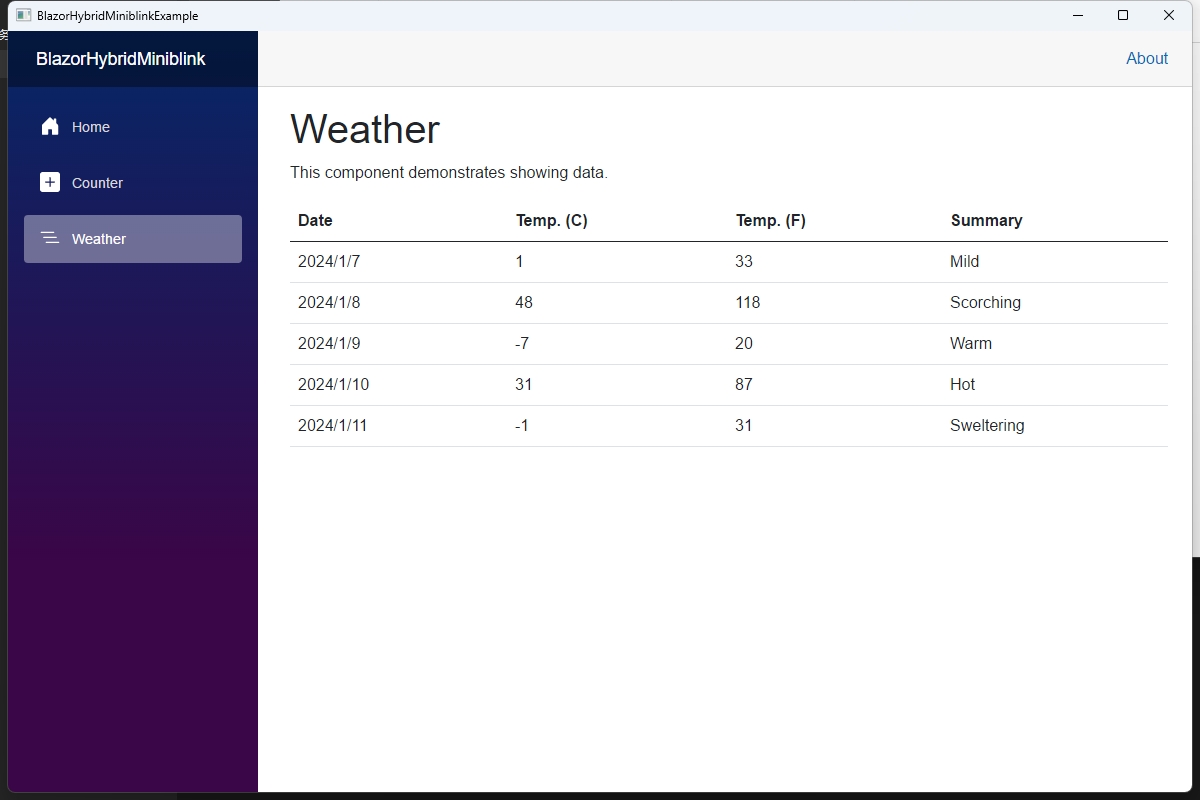 BlazorHybridMiniblinkExample
BlazorHybridMiniblink
About
Home
Counter
Weather
Weather
This component demonstrates showing data.
Date Temp. (C) Temp. (F) Summary
2024/1/7 1 33 Mild
2024/1/8 48 118 Scorching
2024/1/9 -7 20 Warm
2024/1/10 31 87 Hot
2024/1/11 -1 31 Sweltering